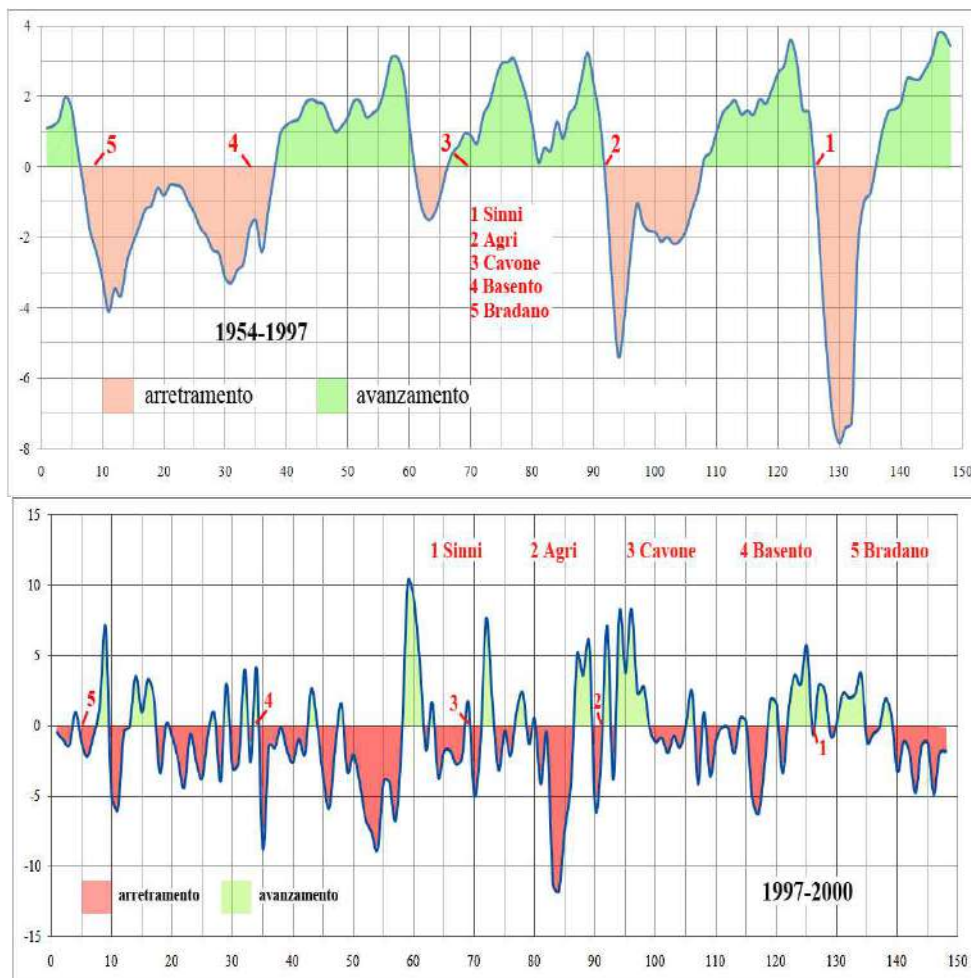 4
2
0
-2
-4
-6
-8
5
4
3
2
1
1 Sinni
2 Agri
3 Cavone
4 Basento
5 Bradano
1954-1997
arretramento
avanzamento
0 10 20 30 40 50 60 70 80 90 100 110 120 130 140 150
15
10
5
0
-5
-10
-15
1 Sinni 2 Agri 3 Cavone 4 Basento 5 Bradano
5
4
3
2
1
arretramento
avanzamento
1997-2000
0 10 20 30 40 50 60 70 80 90 100 110 120 130 140 150